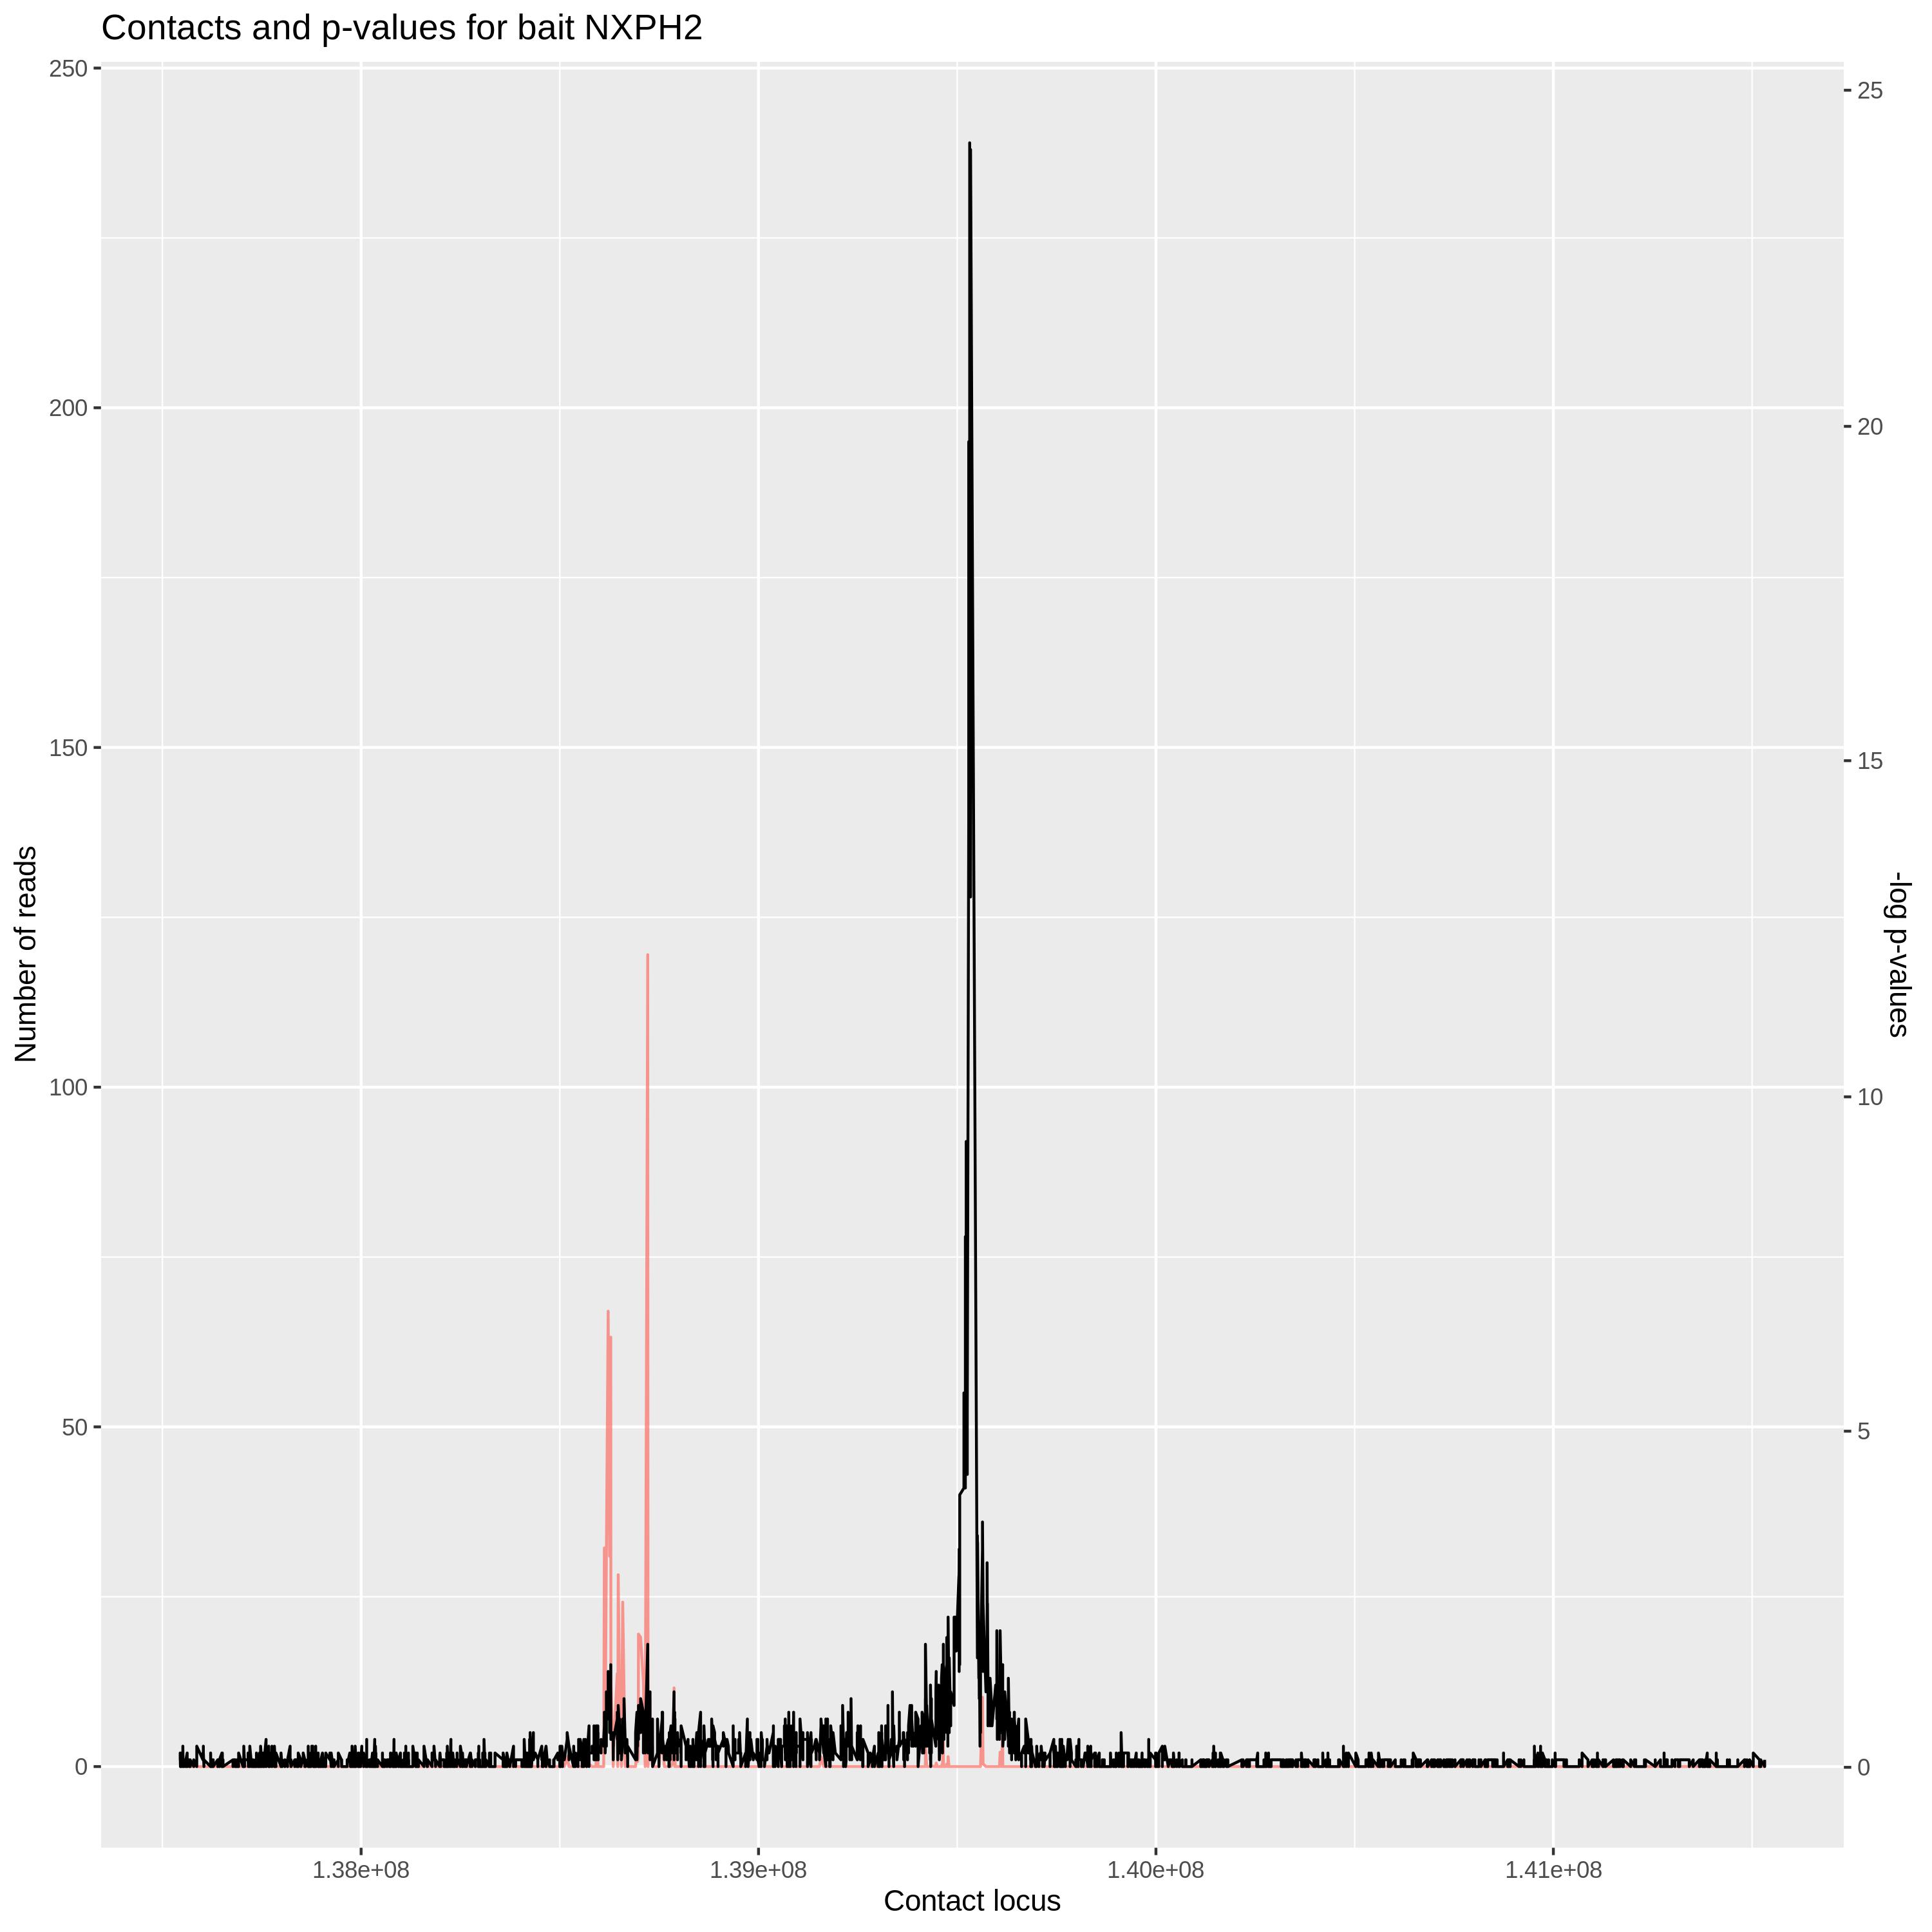 Contacts and p-values for bait NXPH2
250
200
150
100
50
0
Number of reads
25
20
15
10
5
0
-log p-values
1.38e+08
1.39e+08
1.40e+08
1.41e+08
Contact locus